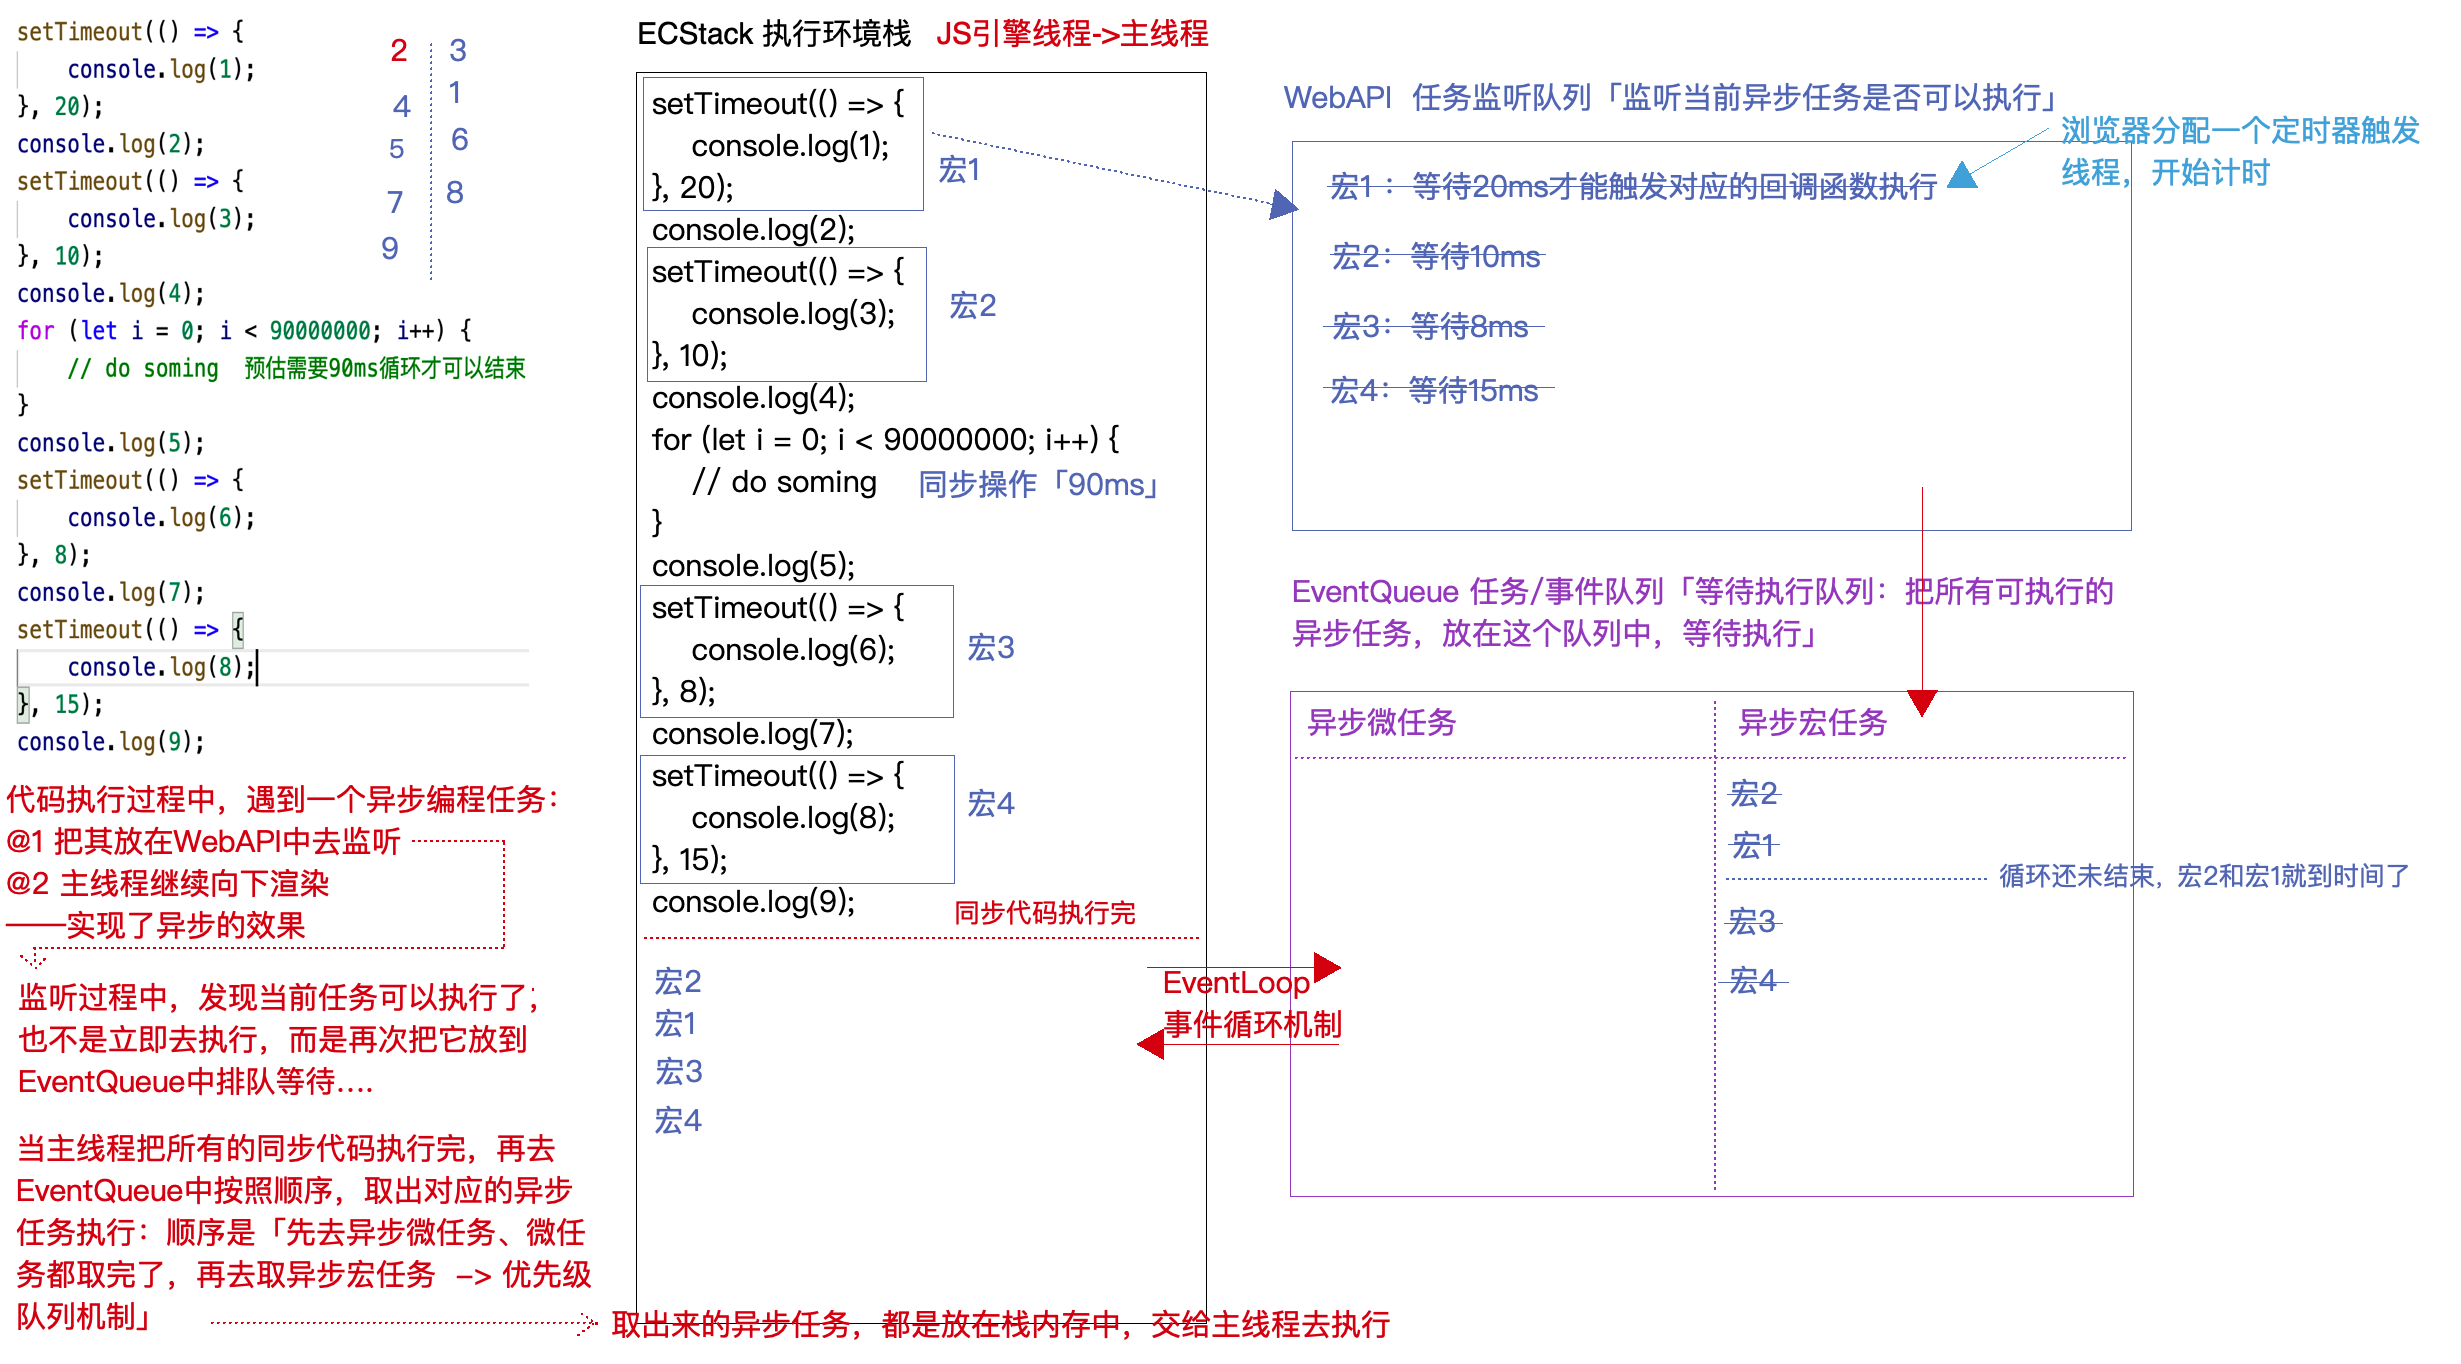 setTimeout(() => {
    console.log(1);
}, 20);
console.log(2);
setTimeout(() => {
    console.log(3);
}, 10);
console.log(4);
for (let i = 0; i < 90000000; i++) {
    // do soming  预估需要90ms循环才可以结束
}
console.log(5);
setTimeout(() => {
    console.log(6);
}, 8);
console.log(7);
setTimeout(() => {
    console.log(8);
}, 15);
console.log(9);
2
4
5
7
9
3
1
6
8
代码执行过程中，遇到一个异步编程任务：
@1 把其放在WebAPI中去监听
@2 主线程继续向下渲染
——实现了异步的效果
监听过程中，发现当前任务可以执行了；
也不是立即去执行，而是再次把它放到
EventQueue中排队等待....
当主线程把所有的同步代码执行完，再去
EventQueue中按照顺序，取出对应的异步
任务执行：顺序是「先去异步微任务、微任
务都取完了，再去取异步宏任务 -> 优先级
队列机制」
取出来的异步任务，都是放在栈内存中，交给主线程去执行
ECStack 执行环境栈 JS引擎线程->主线程
setTimeout(() => {
    console.log(1);
}, 20);
宏1
console.log(2);
setTimeout(() => {
    console.log(3);
}, 10);
宏2
console.log(4);
for (let i = 0; i < 90000000; i++) {
    // do soming 同步操作「90ms」
}
console.log(5);
setTimeout(() => {
    console.log(6);
}, 8);
宏3
console.log(7);
setTimeout(() => {
    console.log(8);
}, 15);
宏4
console.log(9);
同步代码执行完
宏2
宏1
宏3
宏4
EventLoop
事件循环机制
WebAPI 任务监听队列「监听当前异步任务是否可以执行」
浏览器分配一个定时器触发
线程，开始计时
宏1：等待20ms才能触发对应的回调函数执行
宏2：等待10ms
宏3：等待8ms
宏4：等待15ms
EventQueue 任务/事件队列「等待执行队列：把所有可执行的
异步任务，放在这个队列中，等待执行」
异步微任务
异步宏任务
宏2
宏1
循环还未结束，宏2和宏1就到时间了
宏3
宏4